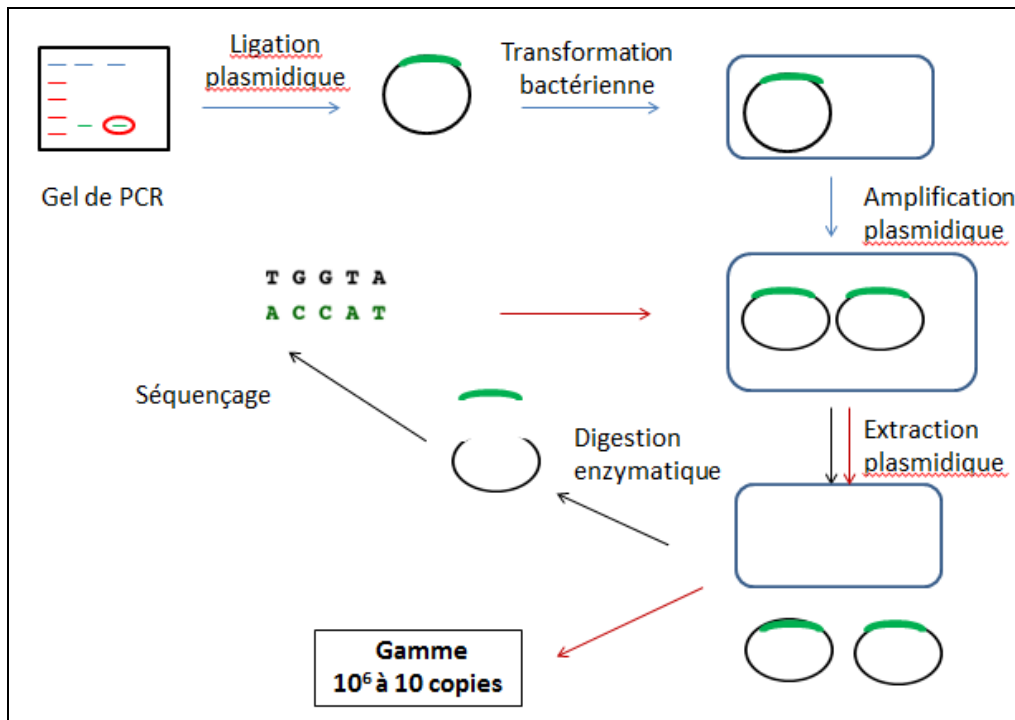 Ligation
plasmidique
Transformation
bactérienne
Gel de PCR
Amplification
plasmidique
T G G T A
A C C A T
Séquençage
Digestion
enzymatique
Extraction
plasmidique
Gamme
10⁶ à 10 copies